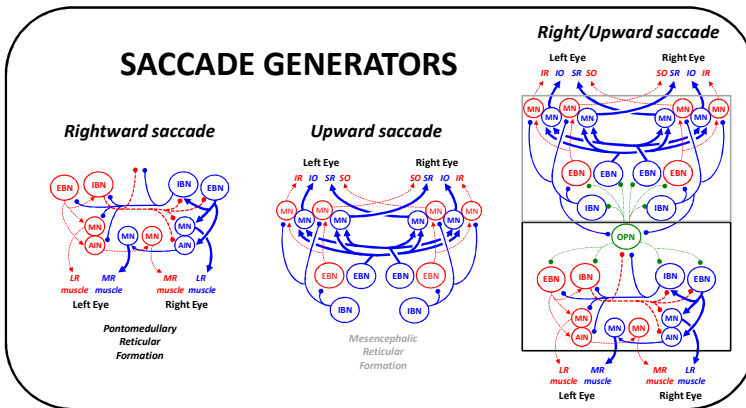 SACCADE GENERATORS
Rightward saccade
EBN IBN IBN EBN
MN MN MN MN
AIN AIN
LR MR MR LR
muscle muscle muscle muscle
Left Eye Right Eye
Pontomedullary
Reticular
Formation
Upward saccade
Left Eye Right Eye
IR IO SR SO SO SR IO IR
MN MN MN MN
MN MN MN MN
EBN EBN EBN EBN
IBN IBN
Mesencephalic
Reticular
Formation
Right/Upward saccade
Left Eye Right Eye
IR IO SR SO SO SR IO IR
MN MN MN MN
MN MN MN MN
EBN EBN EBN EBN
IBN IBN
OPN
EBN IBN IBN EBN
MN MN MN MN
AIN AIN
LR MR MR LR
muscle muscle muscle muscle
Left Eye Right Eye